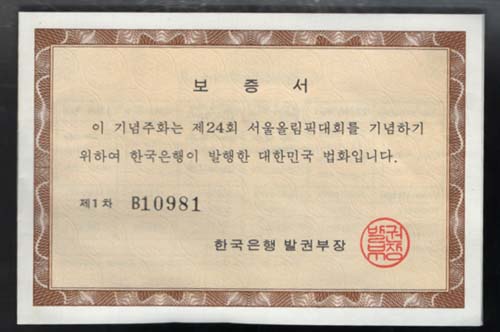 보증서
이 기념주화는 제24회 서울올림픽대회를 기념하기
위하여 한국은행이 발행한 대한민국 법화입니다.
제1차 B10981
한국은행 발권부장